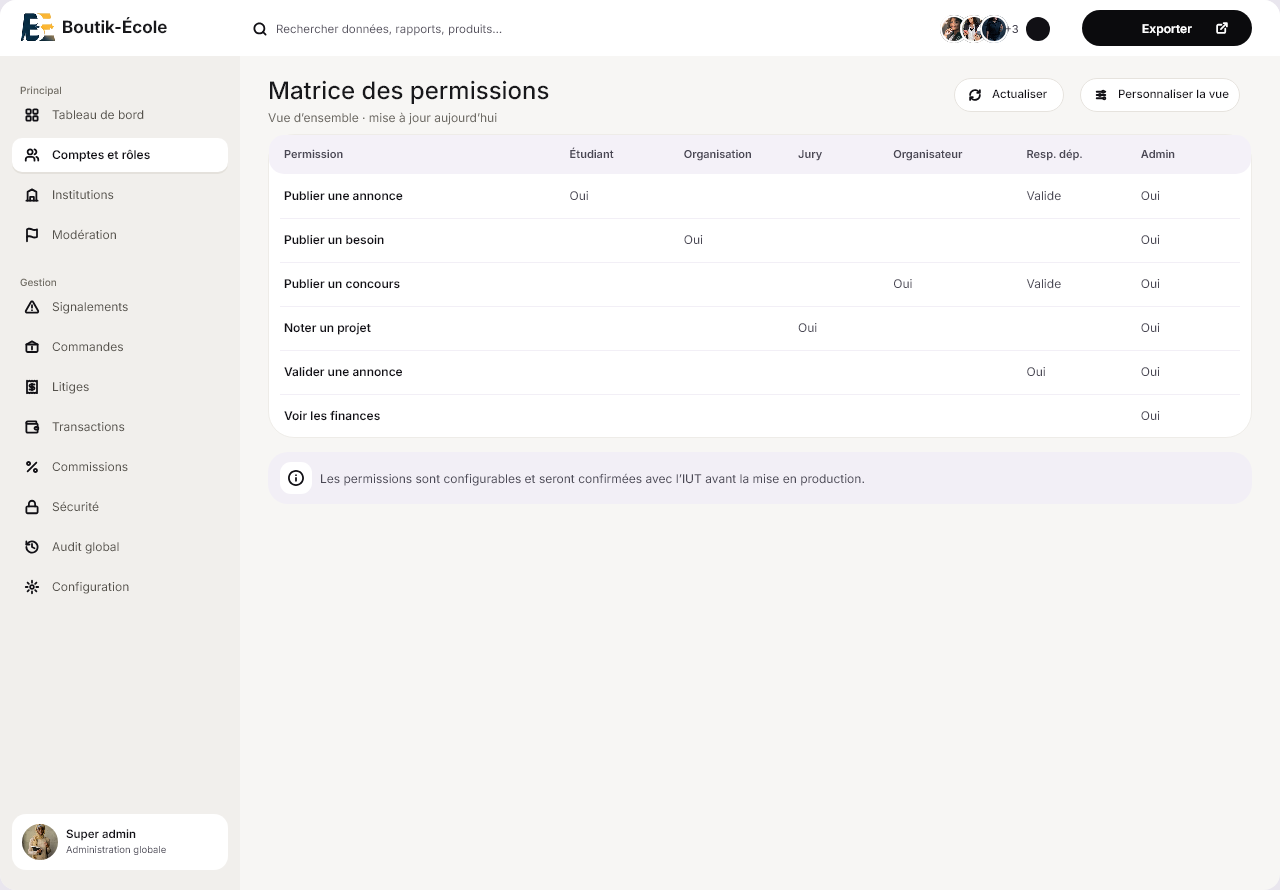 Boutik-École
Rechercher données, rapports, produits...
+3
Exporter
Principal
Tableau de bord
Comptes et rôles
Institutions
Modération
Gestion
Signalements
Commandes
Litiges
Transactions
Commissions
Sécurité
Audit global
Configuration
Super admin
Administration globale
Matrice des permissions
Vue d’ensemble · mise à jour aujourd’hui
Actualiser
Personnaliser la vue
Permission Étudiant Organisation Jury Organisateur Resp. dép. Admin
Publier une annonce Oui Valide Oui
Publier un besoin Oui Oui
Publier un concours Oui Valide Oui
Noter un projet Oui Oui
Valider une annonce Oui Oui
Voir les finances Oui
Les permissions sont configurables et seront confirmées avec l’IUT avant la mise en production.